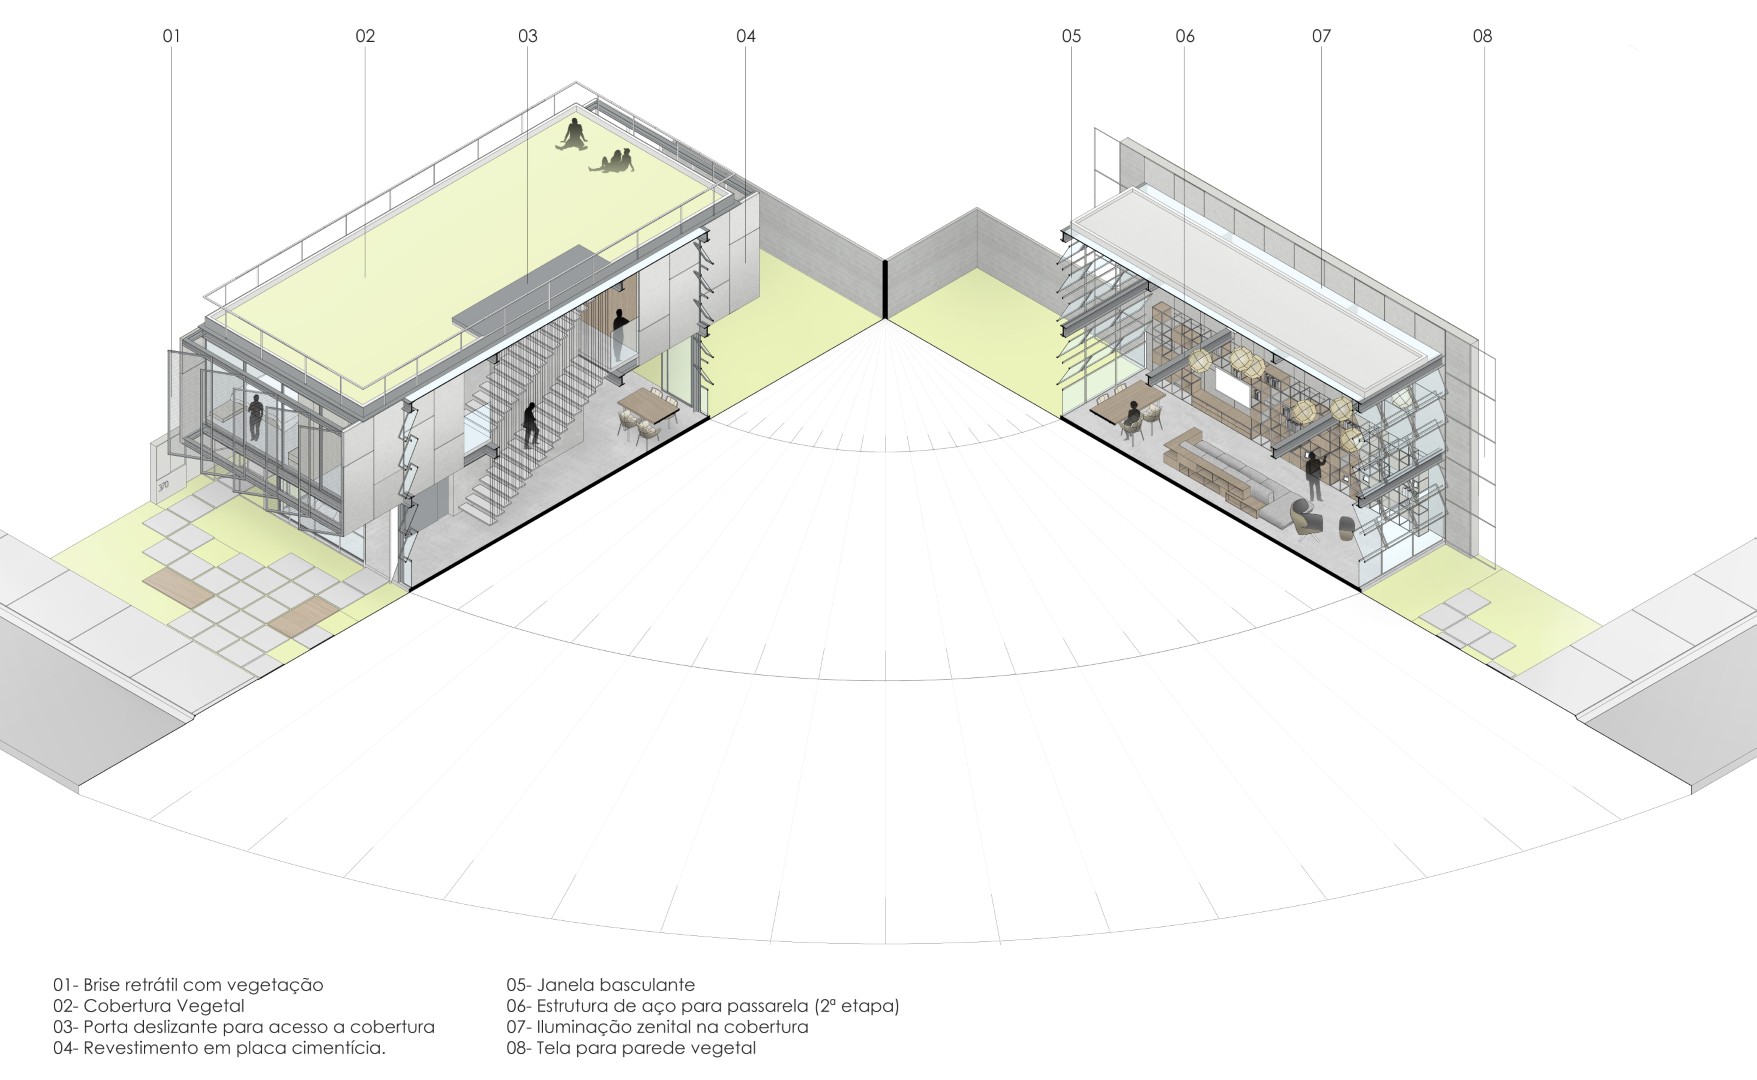 01 02 03 04 05 06 07 08
370
01- Brise retrátil com vegetação
02- Cobertura Vegetal
03- Porta deslizante para acesso a cobertura
04- Revestimento em placa cimentícia.
05- Janela basculante
06- Estrutura de aço para passarela (2ª etapa)
07- Iluminação zenital na cobertura
08- Tela para parede vegetal